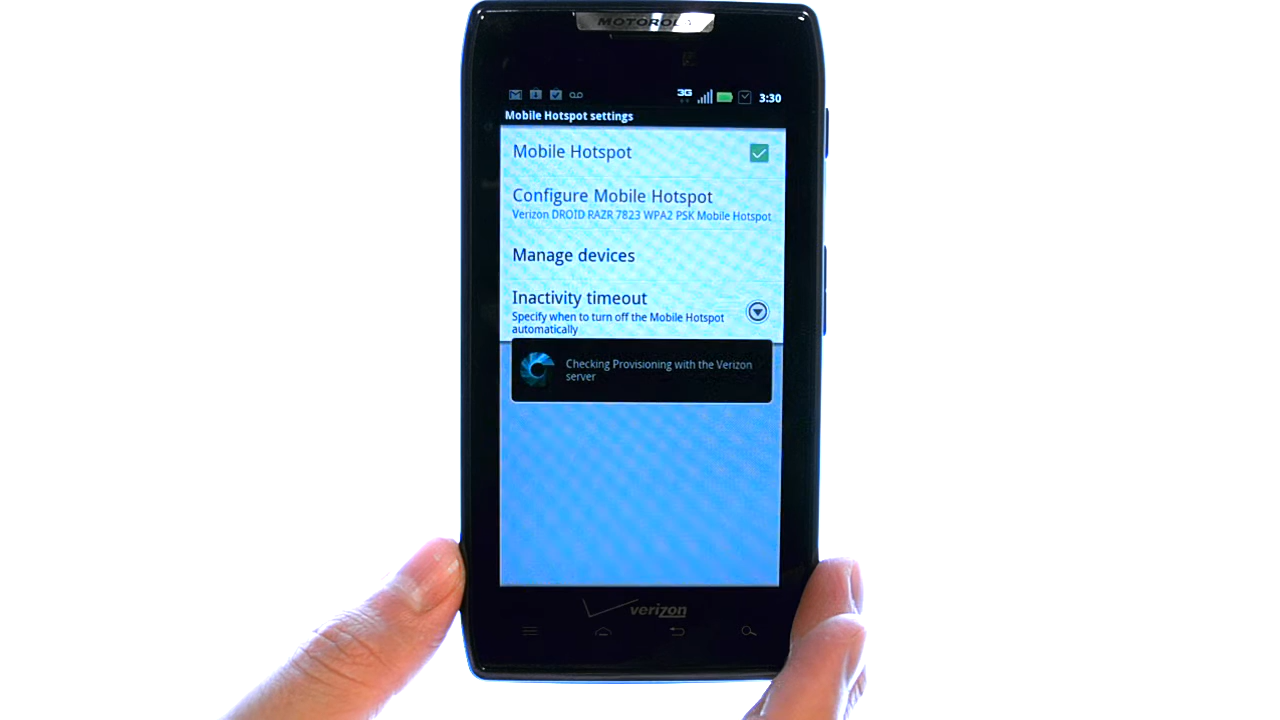 MOTOROLA
3G 3:30
Mobile Hotspot settings
Mobile Hotspot
Configure Mobile Hotspot
Verizon DROID RAZR 7823 WPA2 PSK Mobile Hotspot
Manage devices
Inactivity timeout
Specify when to turn off the Mobile Hotspot
automatically
Checking Provisioning with the Verizon
server
verizon